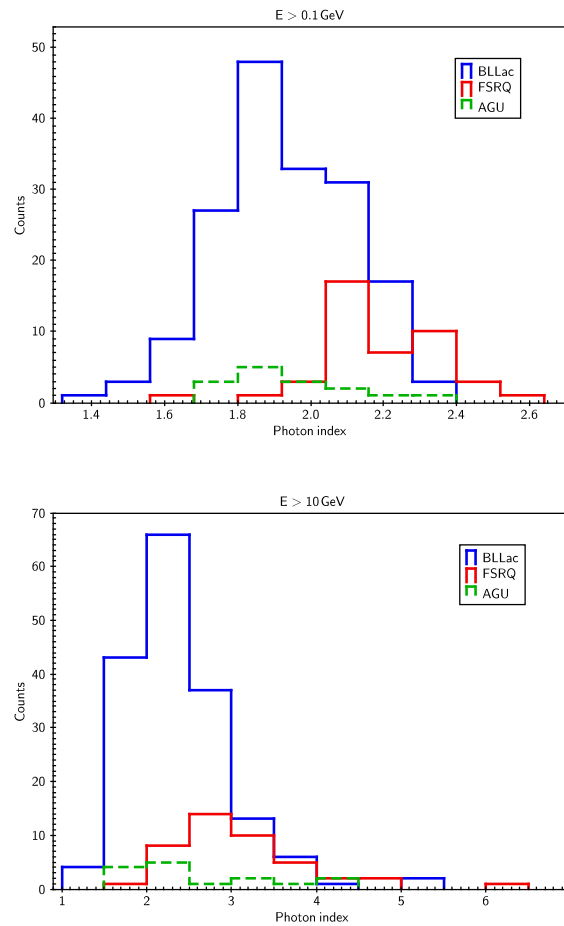 E > 0.1 GeV
50
40
30
20
10
0
Counts
BLLac
FSRQ
AGU
1.4 1.6 1.8 2.0 2.2 2.4 2.6
Photon index
E > 10 GeV
70
60
50
40
30
20
10
0
Counts
BLLac
FSRQ
AGU
1 2 3 4 5 6
Photon index